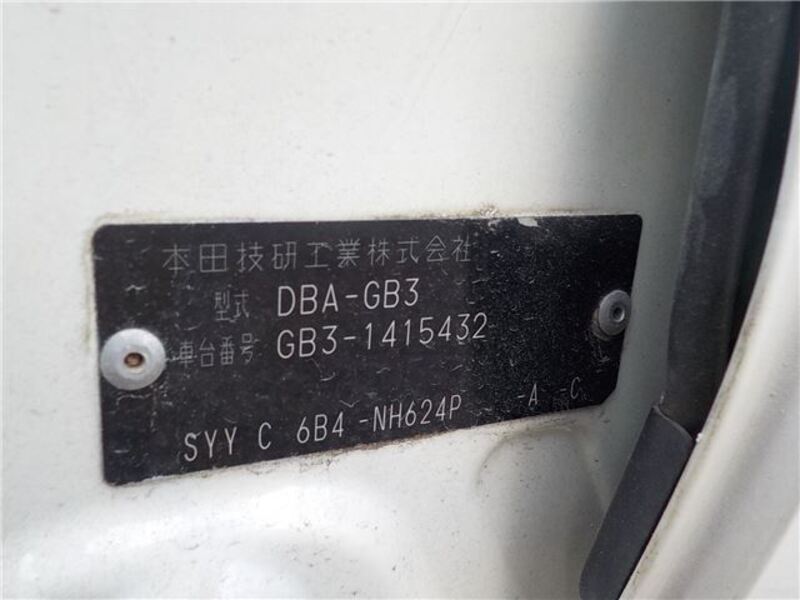 本田技研工業株式会社
型式 DBA-GB3
車台番号 GB3-1415432
SYY C 6B4 -NH624P -A -C